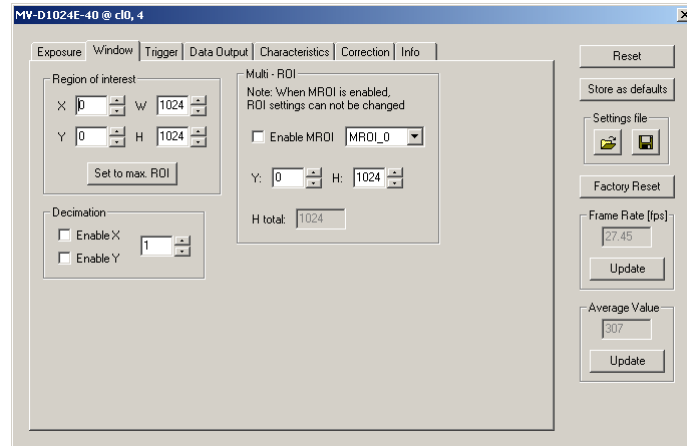 MV-D1024E-40 @ cl0, 4
Exposure Window Trigger Data Output Characteristics Correction Info
Region of interest
X 0 W 1024
Y 0 H 1024
Set to max. ROI
Decimation
Enable X
1
Enable Y
Multi - ROI
Note: When MROI is enabled,
ROI settings can not be changed
Enable MROI MROI_0
Y: 0 H: 1024
H total: 1024
Reset
Store as defaults
Settings file
Factory Reset
Frame Rate [fps]
27.45
Update
Average Value
307
Update